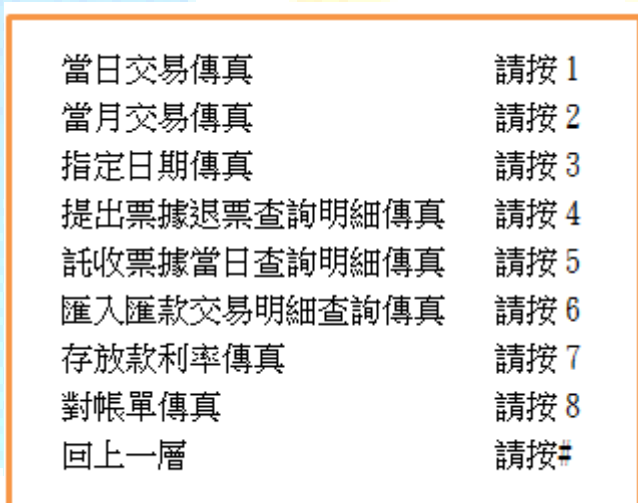 當日交易傳真 請按 1
當月交易傳真 請按 2
指定日期傳真 請按 3
提出票據退票查詢明細傳真 請按 4
託收票據當日查詢明細傳真 請按 5
匯入匯款交易明細查詢傳真 請按 6
存放款利率傳真 請按 7
對帳單傳真 請按 8
回上一層 請按#